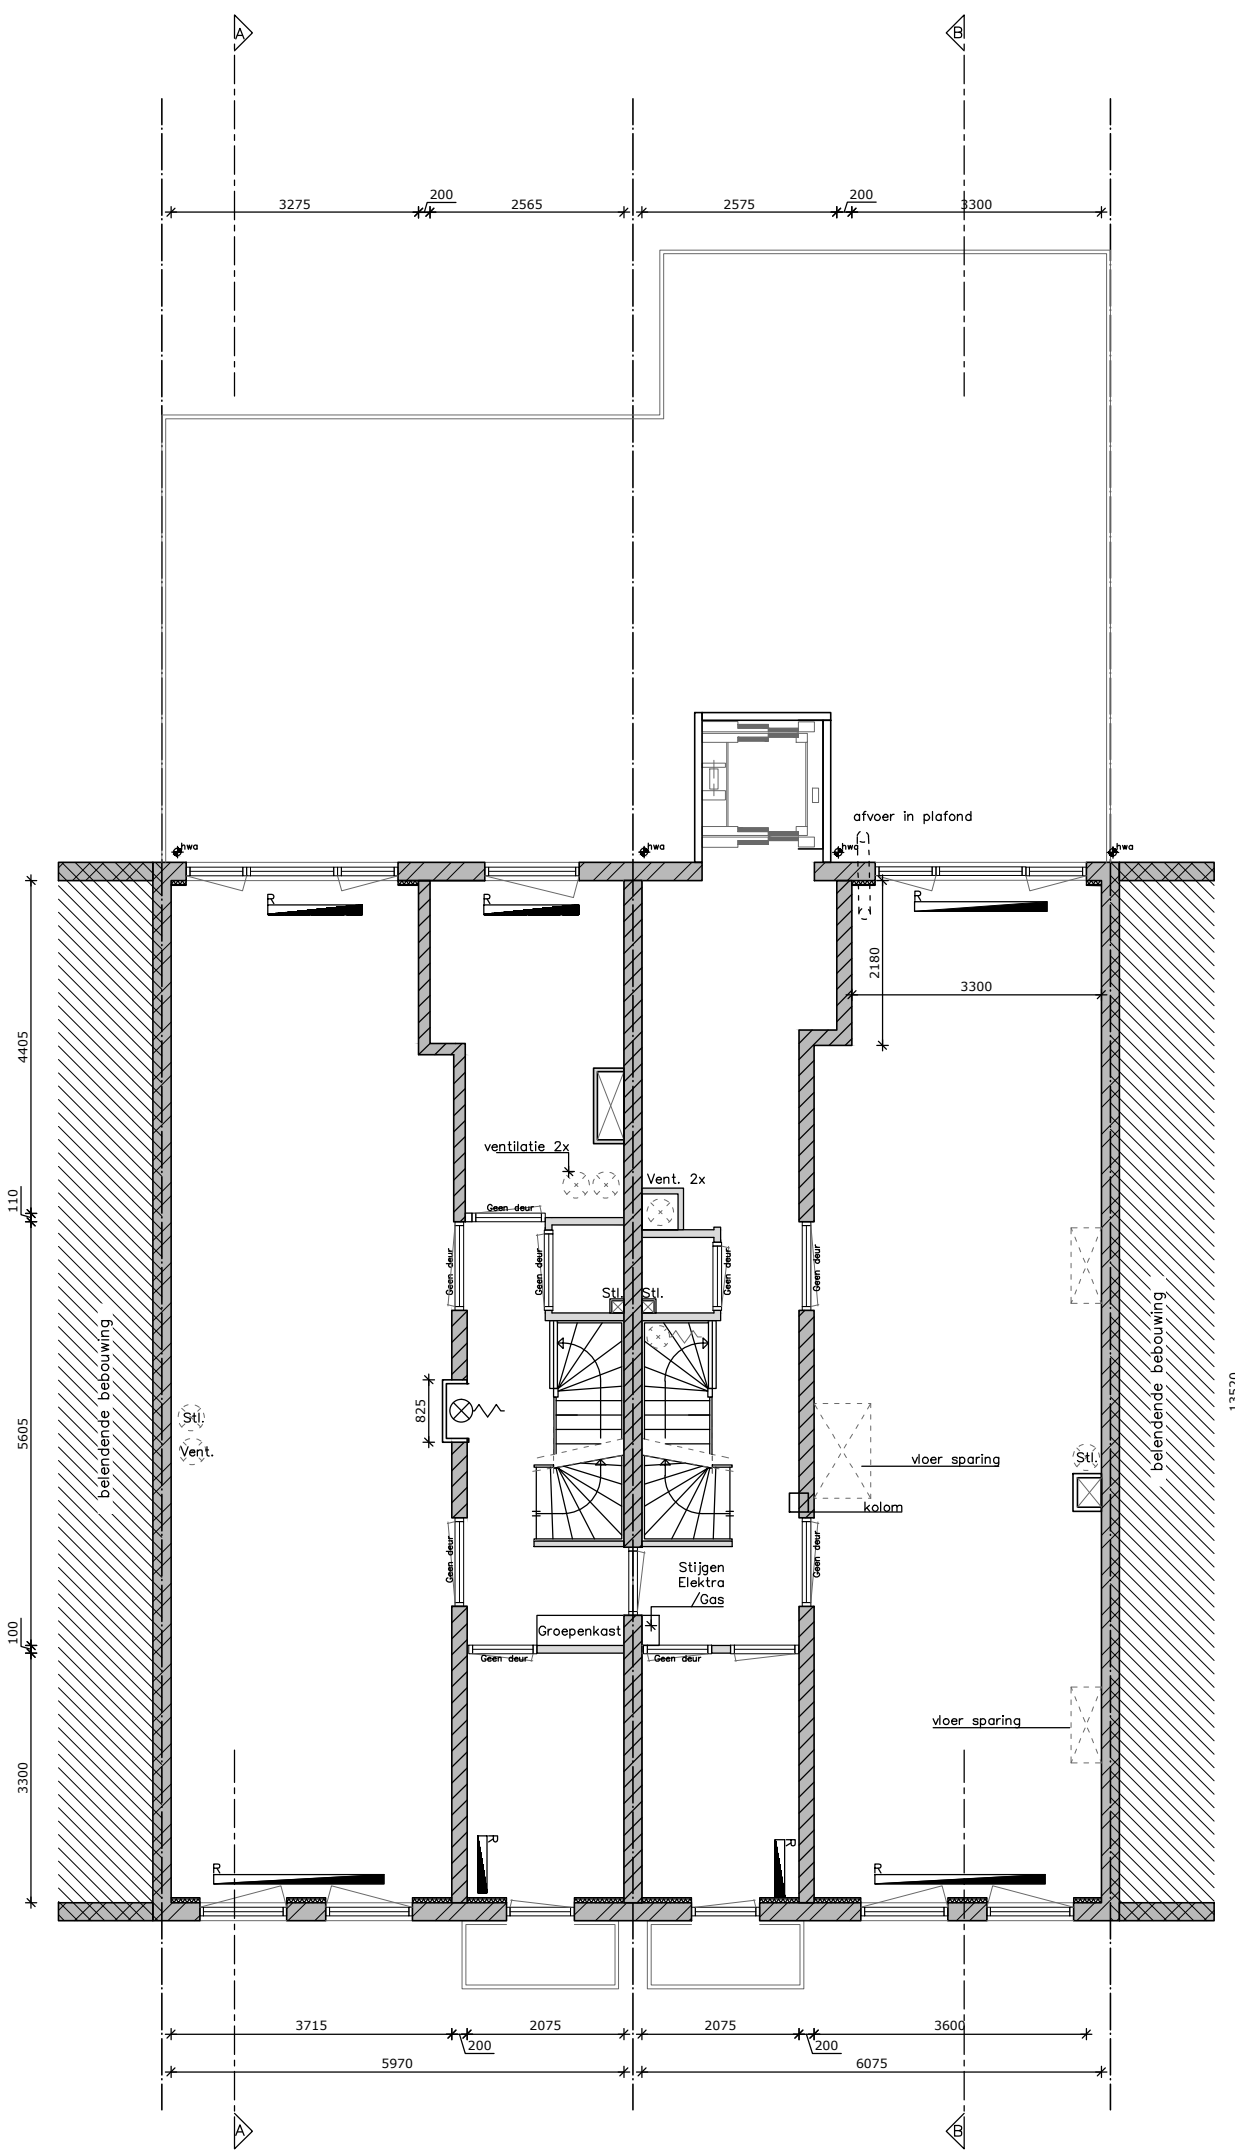 A
B
3275
200
2565
2575
200
3300
afvoer in plafond
hwa
hwa
hwa
hwa
R
R
R
2180
3300
4405
ventilatie 2x
Vent. 2x
110
Geen deur
Geen deur
Geen deur
Geen deur
Geen deur
Stl.
Stl.
belendende bebouwing
belendende bebouwing
13520
5605
825
Stl.
Vent.
vloer sparing
Stl.
kolom
Geen deur
Geen deur
Stijgen
Elektra
/Gas
100
Groepenkast
Geen deur
Geen deur
vloer sparing
3300
R
R
R
R
3715
200
2075
2075
200
3600
5970
6075
A
B